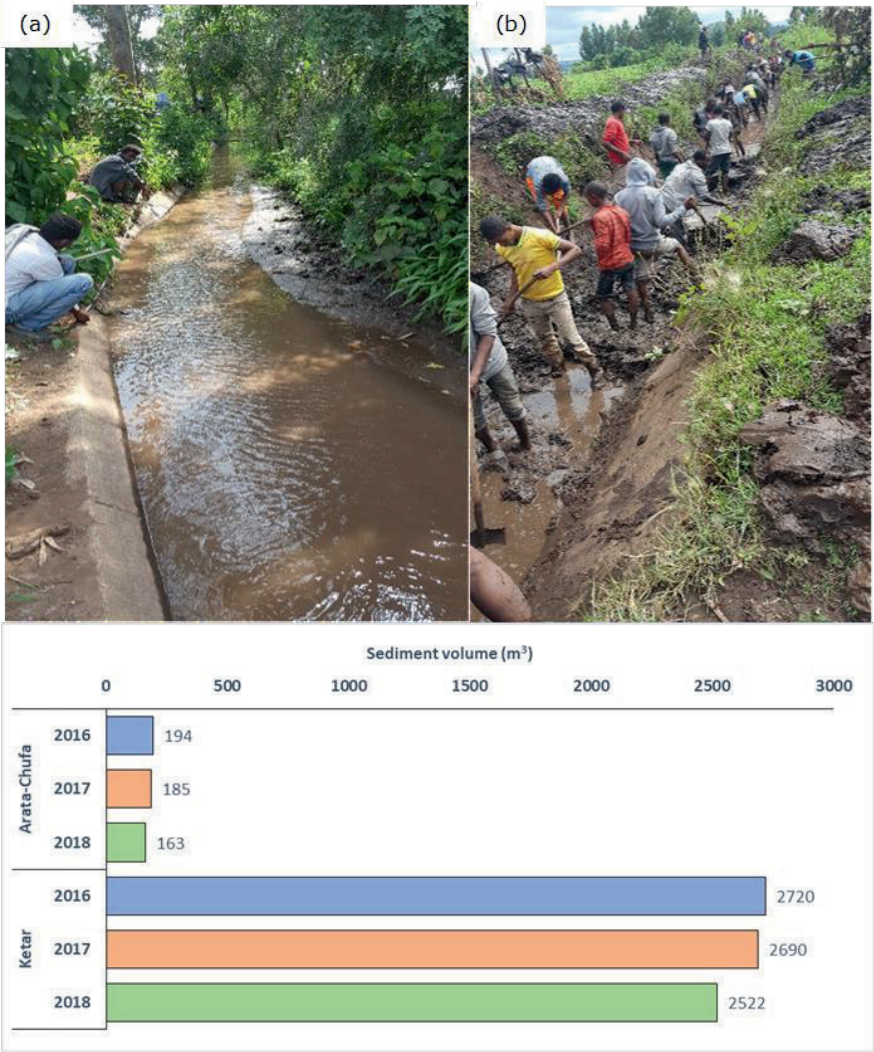 (a)
(b)
Sediment volume (m³)
0 500 1000 1500 2000 2500 3000
Arata-Chufa
2016 194
2017 185
2018 163
Ketar
2016 2720
2017 2690
2018 2522